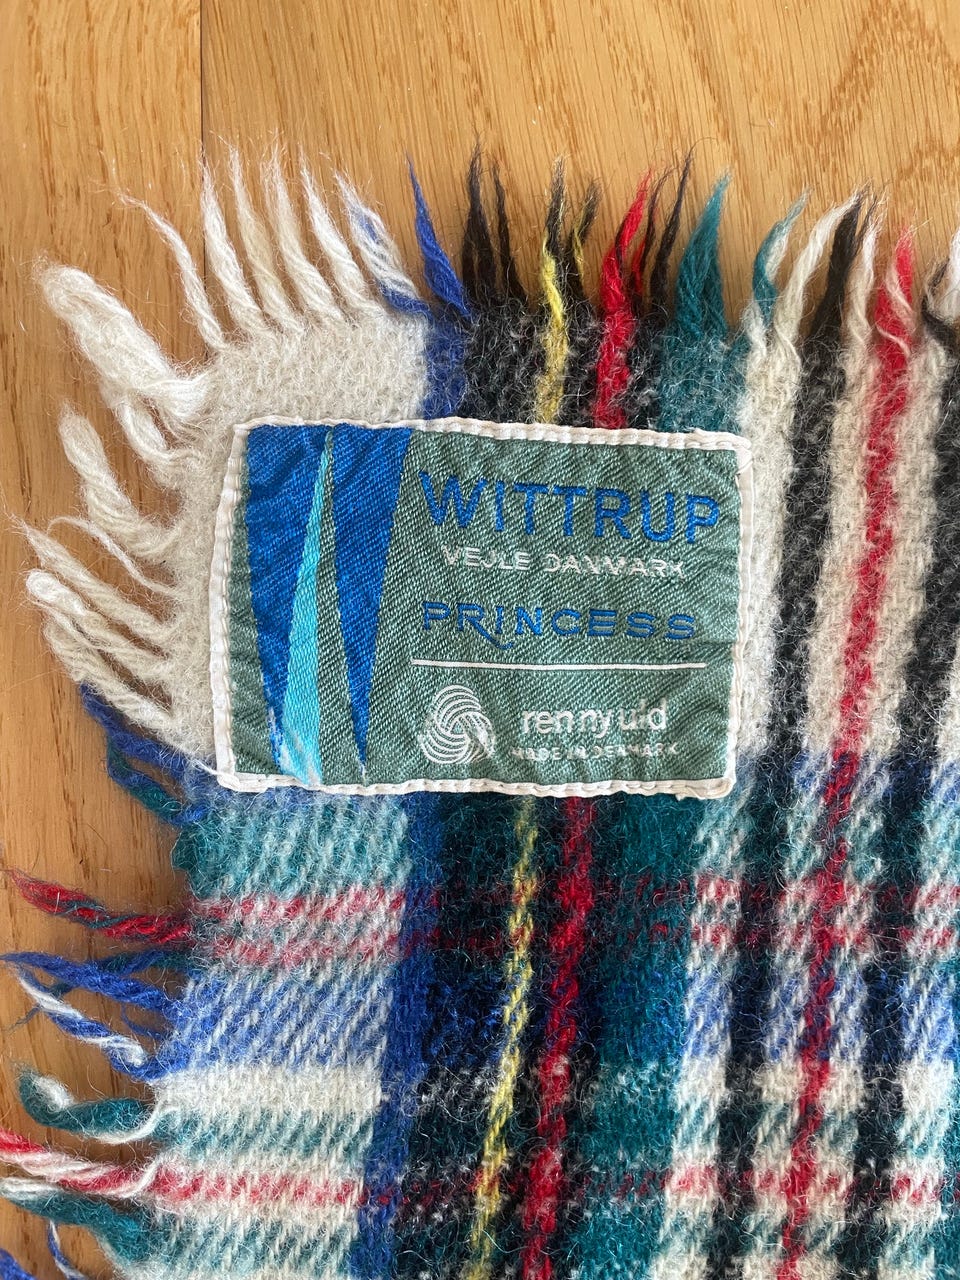 WITTRUP
VEJLE DANMARK
PRINCESS
ren ny uld
MADE IN DENMARK